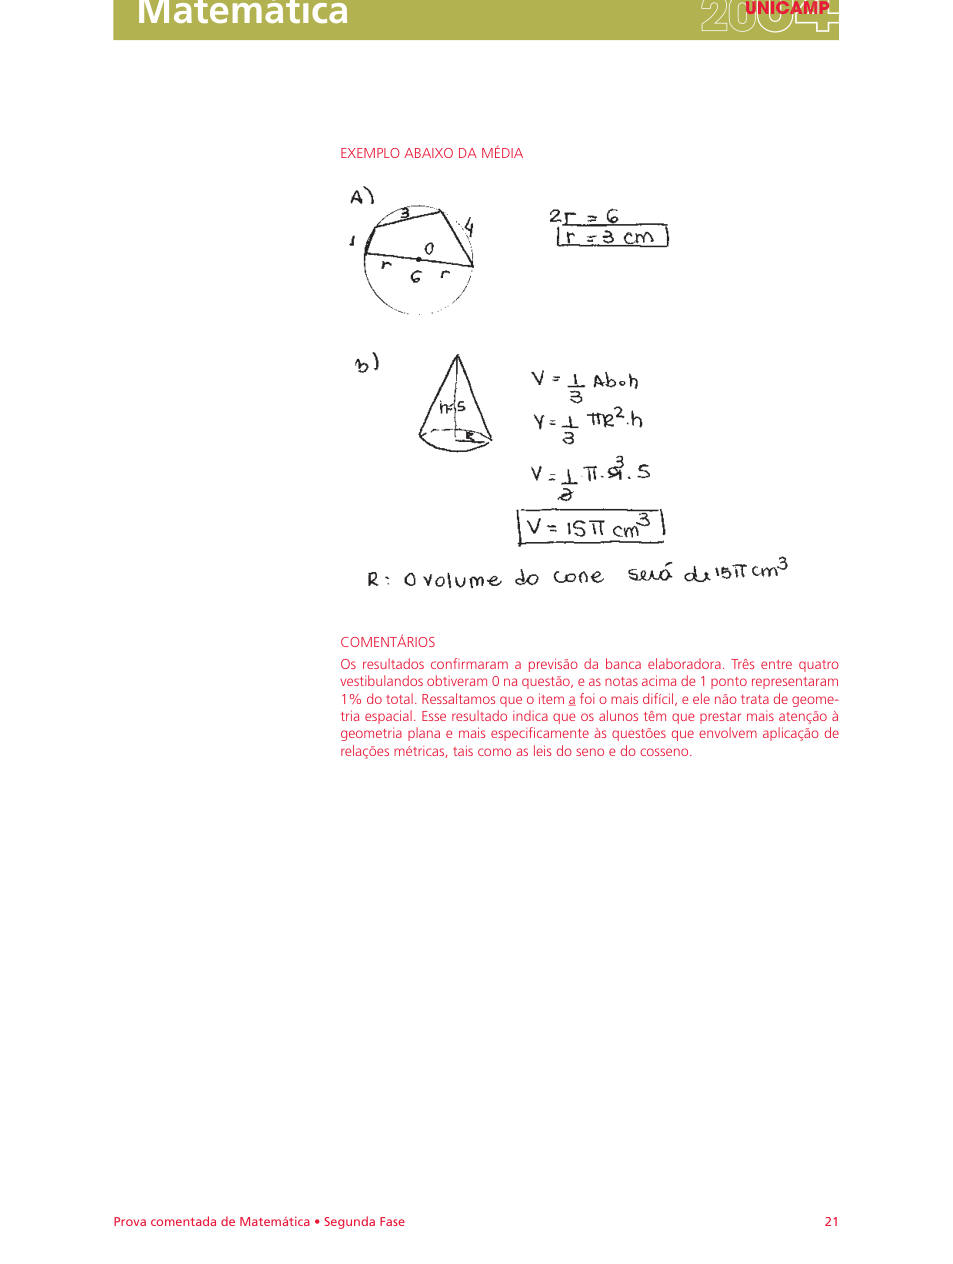 Matemática
2004
UNICAMP
EXEMPLO ABAIXO DA MÉDIA
A)
3
4
1
O
r
6
r
2r = 6
r = 3 cm
B)
h=5
R
V = 1/3 Ab.h
V = 1/3 πR².h
V = 1/3 . π . 9 3 . 5
V = 15π cm³
R: O volume do cone será de 15π cm³
COMENTÁRIOS
Os resultados confirmaram a previsão da banca elaboradora. Três entre quatro
vestibulandos obtiveram 0 na questão, e as notas acima de 1 ponto representaram
1% do total. Ressaltamos que o item a foi o mais difícil, e ele não trata de geome-
tria espacial. Esse resultado indica que os alunos têm que prestar mais atenção à
geometria plana e mais especificamente às questões que envolvem aplicação de
relações métricas, tais como as leis do seno e do cosseno.
Prova comentada de Matemática • Segunda Fase
21